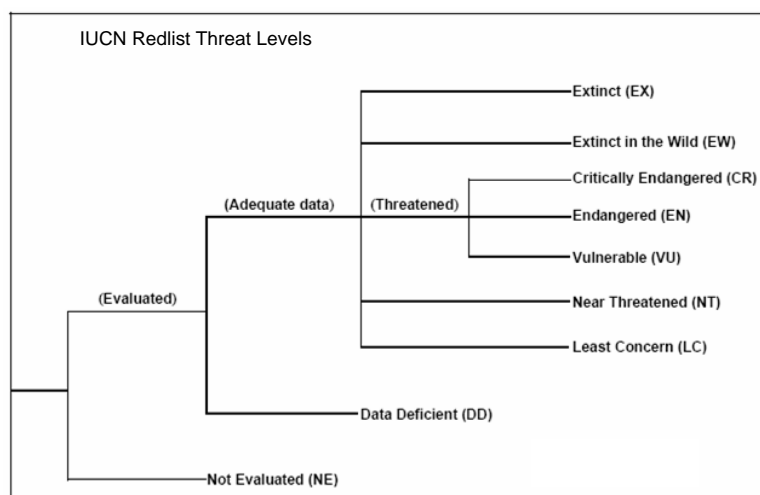 IUCN Redlist Threat Levels
Extinct (EX)
Extinct in the Wild (EW)
Critically Endangered (CR)
(Adequate data)
(Threatened)
Endangered (EN)
Vulnerable (VU)
(Evaluated)
Near Threatened (NT)
Least Concern (LC)
Data Deficient (DD)
Not Evaluated (NE)